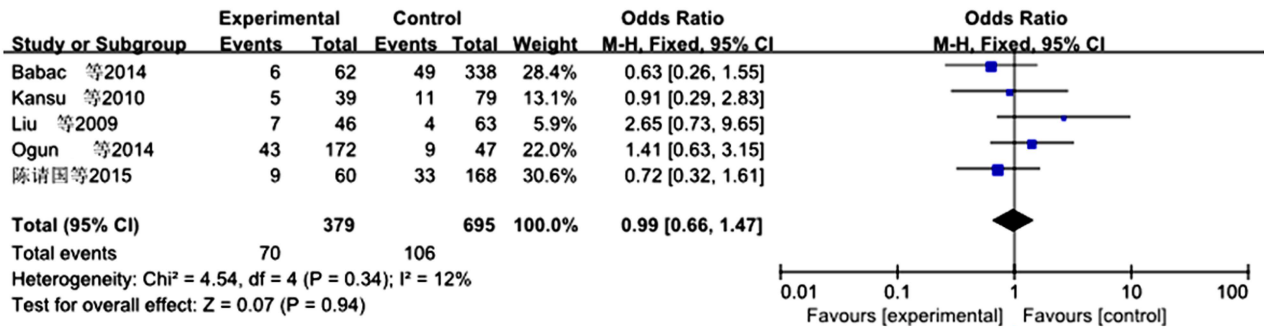 Experimental Control Odds Ratio Odds Ratio
Study or Subgroup Events Total Events Total Weight M-H, Fixed, 95% CI M-H, Fixed, 95% CI
Babac 等2014 6 62 49 338 28.4% 0.63 [0.26, 1.55]
Kansu 等2010 5 39 11 79 13.1% 0.91 [0.29, 2.83]
Liu 等2009 7 46 4 63 5.9% 2.65 [0.73, 9.65]
Ogun 等2014 43 172 9 47 22.0% 1.41 [0.63, 3.15]
陈请国等2015 9 60 33 168 30.6% 0.72 [0.32, 1.61]
Total (95% CI) 379 695 100.0% 0.99 [0.66, 1.47]
Total events 70 106
Heterogeneity: Chi² = 4.54, df = 4 (P = 0.34); I² = 12%
Test for overall effect: Z = 0.07 (P = 0.94)
0.01 0.1 1 10 100
Favours [experimental] Favours [control]